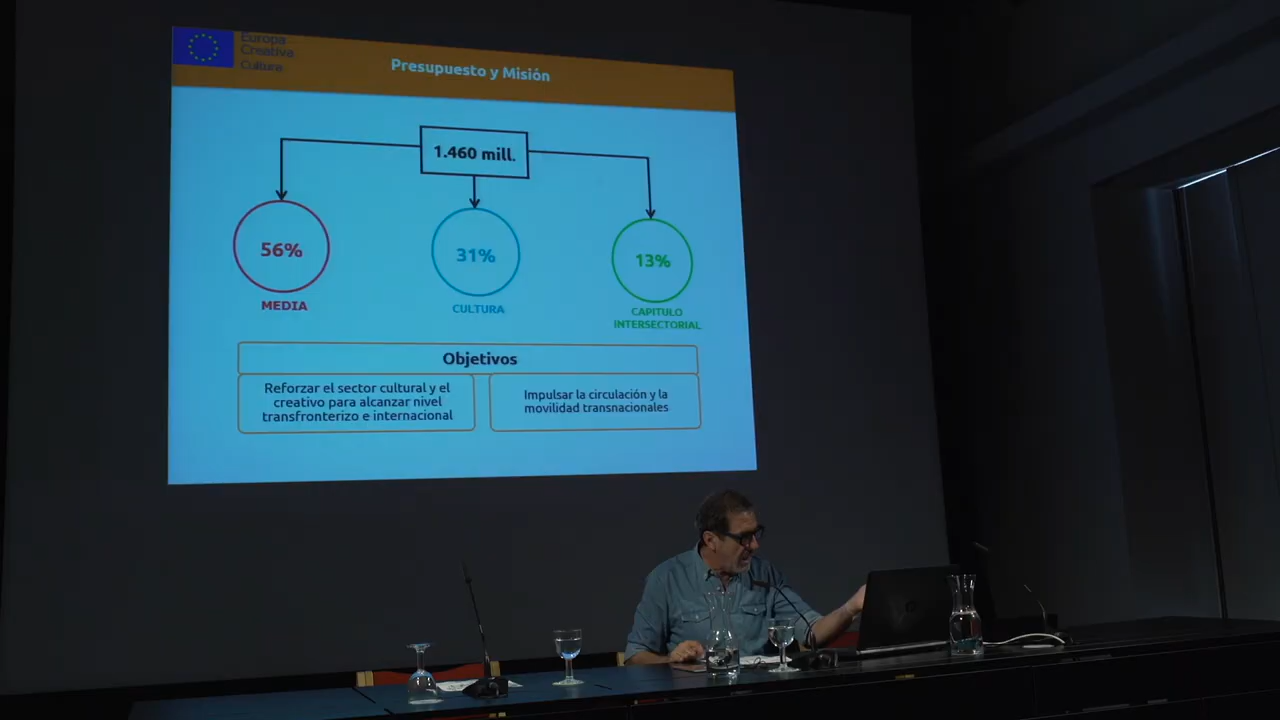 Europa
Creativa
Cultura
Presupuesto y Misión
1.460 mill.
56%
31%
13%
MEDIA
CULTURA
CAPITULO
INTERSECTORIAL
Objetivos
Reforzar el sector cultural y el
creativo para alcanzar nivel
transfronterizo e internacional
Impulsar la circulación y la
movilidad transnacionales